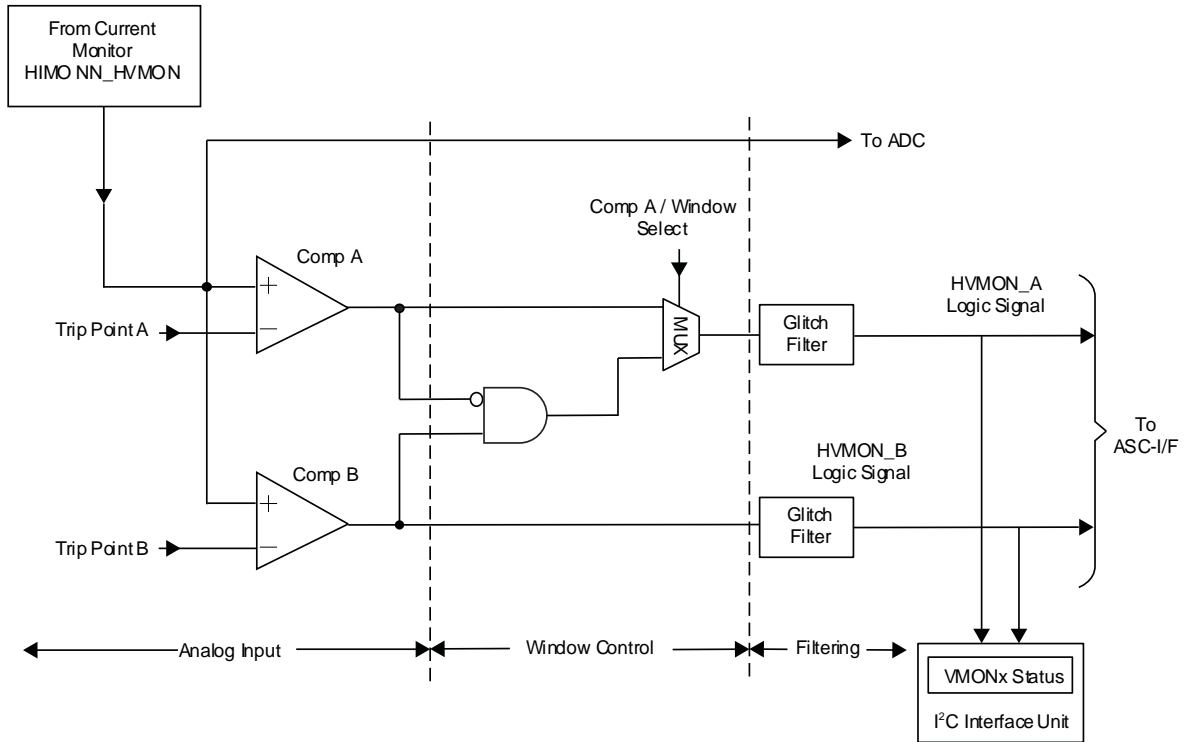 From Current
Monitor
HIMONN_HVMON
To ADC
Comp A / Window
Select
Comp A
+
−
Trip Point A
MUX
Glitch
Filter
HVMON_A
Logic Signal
To
ASC-I/F
HVMON_B
Logic Signal
Comp B
+
−
Trip Point B
Glitch
Filter
Analog Input
Window Control
Filtering
VMONx Status
I²C Interface Unit